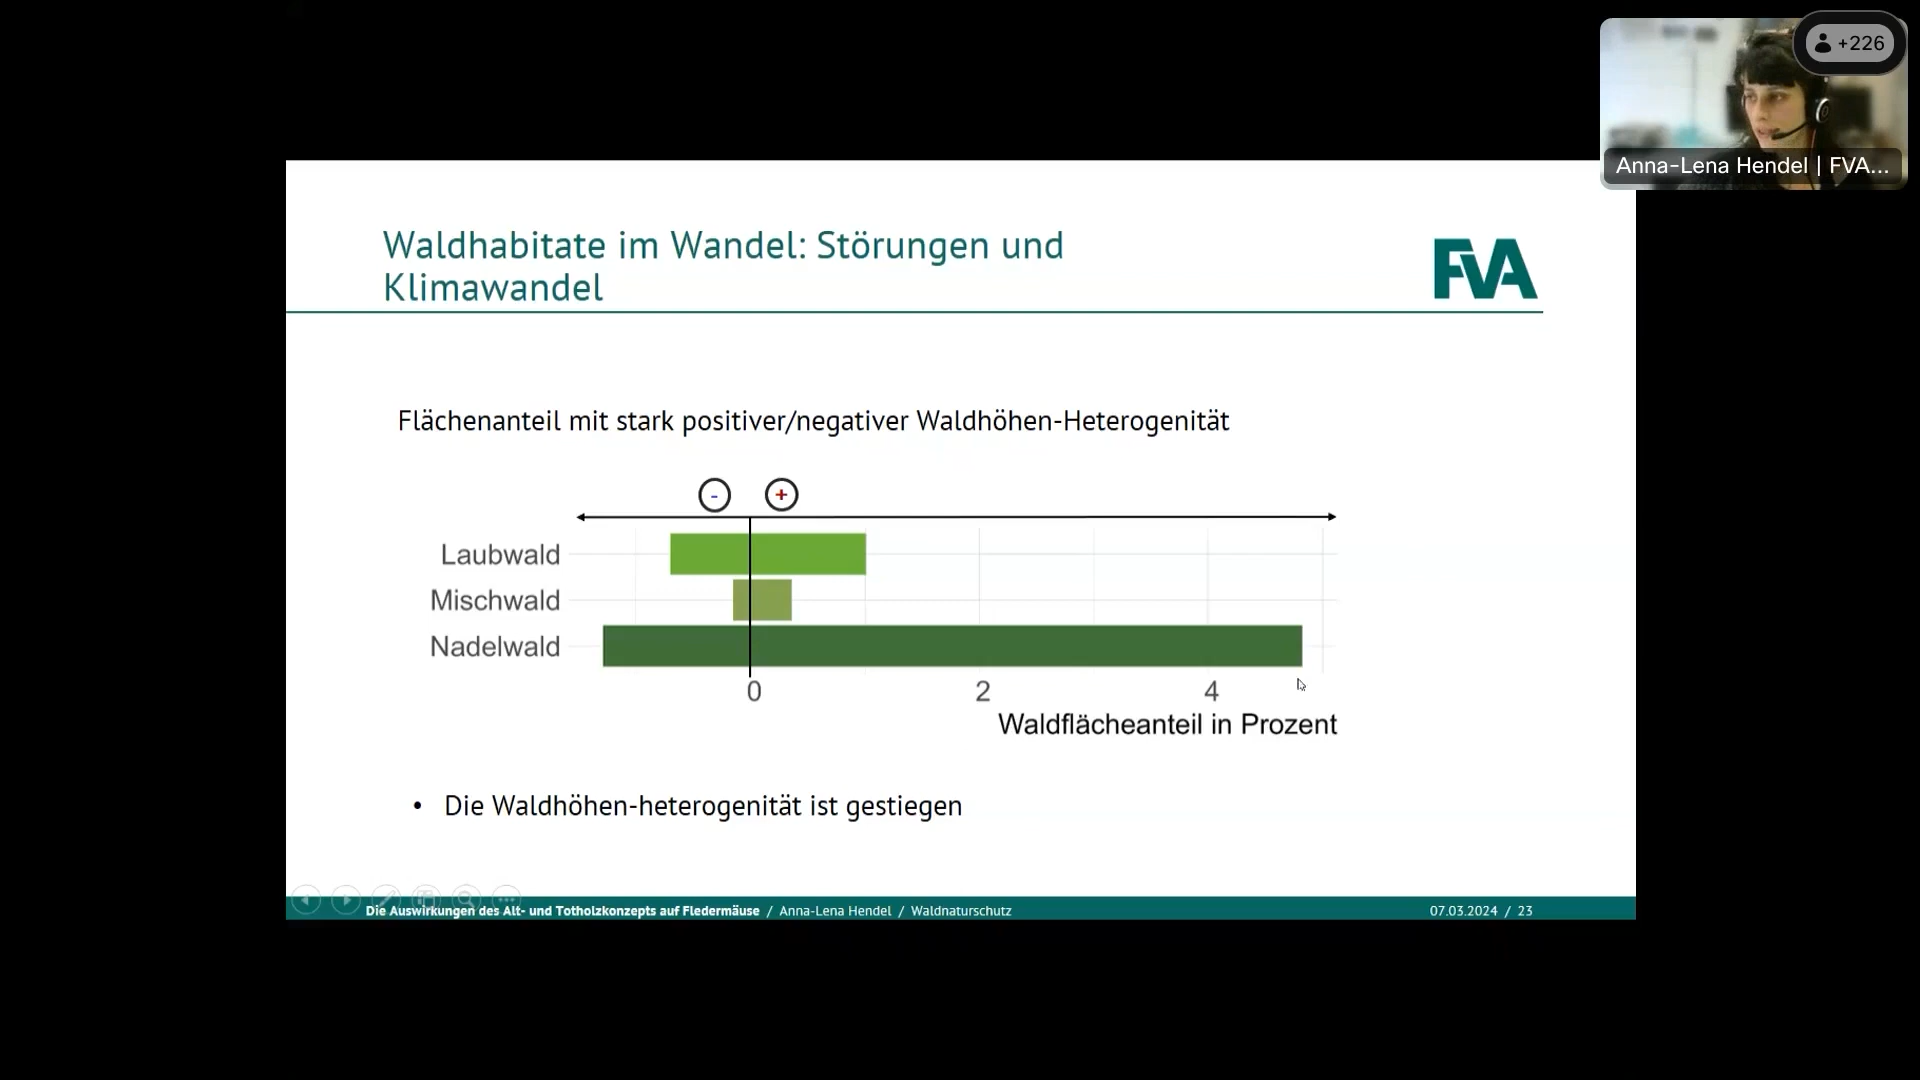 +226
Anna-Lena Hendel | FVA...
Waldhabitate im Wandel: Störungen und
Klimawandel
FVA
Flächenanteil mit stark positiver/negativer Waldhöhen-Heterogenität
- +
Laubwald
Mischwald
Nadelwald
0 2 4
Waldflächeanteil in Prozent
• Die Waldhöhen-heterogenität ist gestiegen
Die Auswirkungen des Alt- und Totholzkonzepts auf Fledermäuse / Anna-Lena Hendel / Waldnaturschutz 07.03.2024 / 23